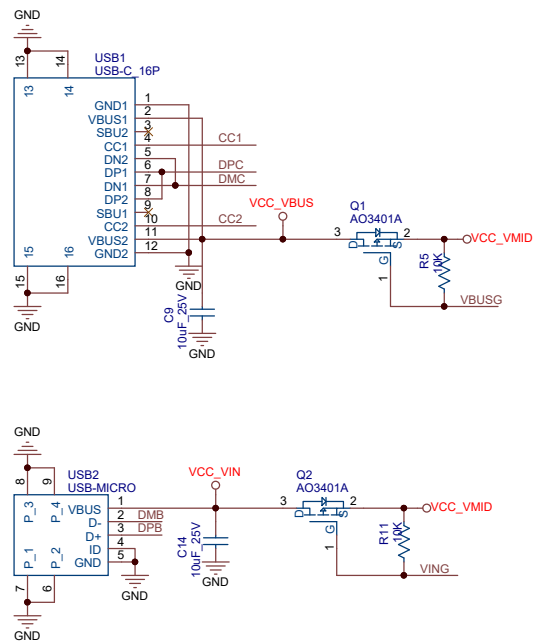 GND
USB1
USB-C_16P
13
14
13
14
GND1
1
VBUS1
2
SBU2
3
CC1
4
CC1
DN2
5
DP1
6
DPC
DN1
7
DMC
DP2
8
SBU1
9
CC2
10
CC2
VBUS2
11
GND2
12
15
16
15
16
GND
GND
C9
10uF_25V
GND
VCC_VBUS
Q1
AO3401A
3
D
S
2
G
1
VCC_VMID
R5
10K
VBUSG
GND
USB2
USB-MICRO
8
9
P_3
P_4
VBUS
1
D-
2
DMB
D+
3
DPB
ID
4
GND
5
P_1
P_2
7
6
GND
GND
VCC_VIN
C14
10uF_25V
GND
Q2
AO3401A
3
D
S
2
G
1
VCC_VMID
R11
10K
VING